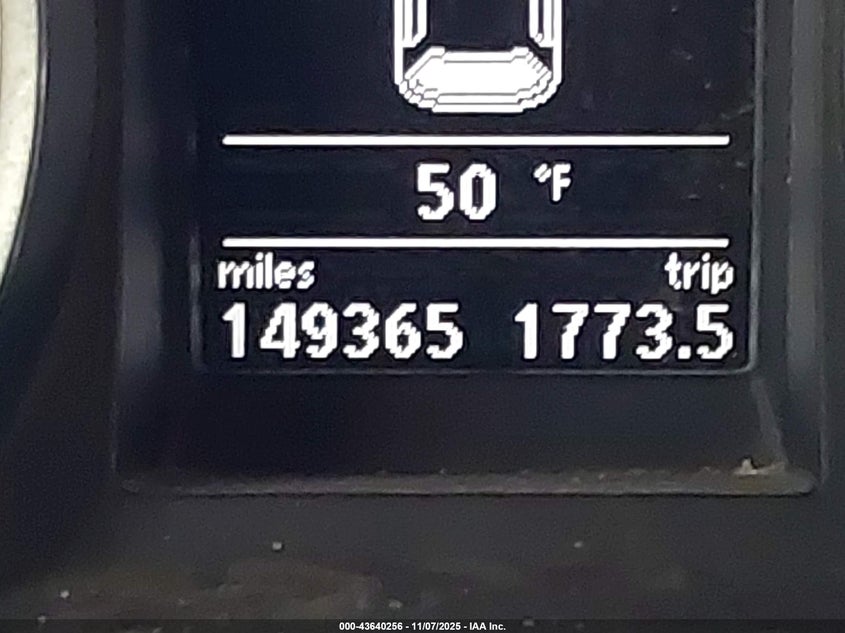 50 °F
miles trip
149365 1773.5
000-43640256 - 11/07/2025 - IAA Inc.